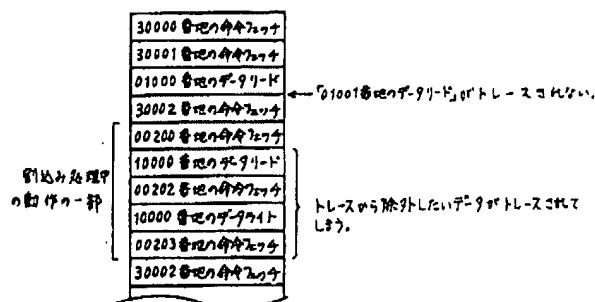 30000番地の命令フェッチ
30001番地の命令フェッチ
01000番地のデータリード
「01001番地のデータリード」がトレースされない。
30002番地の命令フェッチ
00200番地の命令フェッチ
10000番地のデータリード
割込み処理中
の動作の一部
00202番地の命令フェッチ
トレースから除外したいデータがトレースされて
しまう。
10000番地のデータライト
00203番地の命令フェッチ
30002番地の命令フェッチ